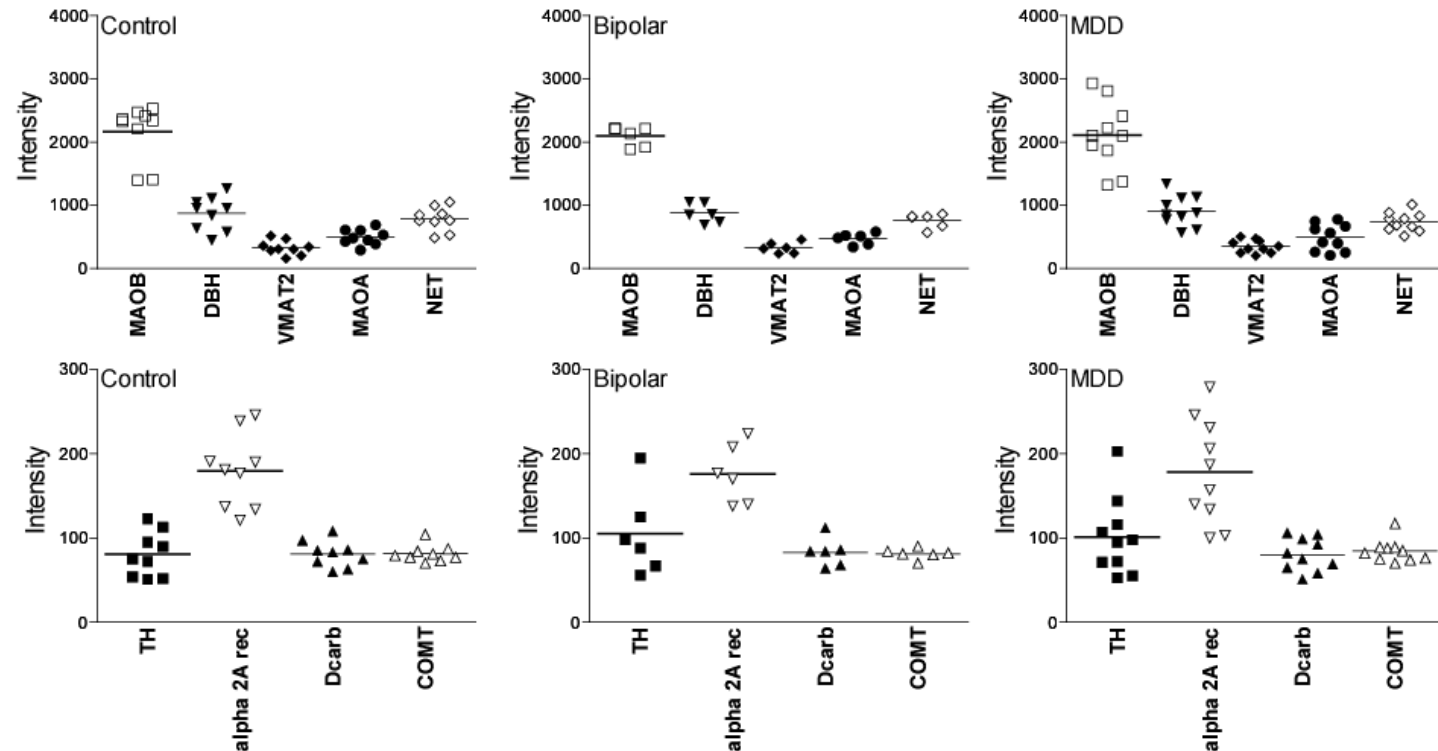 Control
Intensity
4000
3000
2000
1000
0
MAOB
DBH
VMAT2
MAOA
NET
Bipolar
Intensity
4000
3000
2000
1000
0
MAOB
DBH
VMAT2
MAOA
NET
MDD
Intensity
4000
3000
2000
1000
0
MAOB
DBH
VMAT2
MAOA
NET
Control
Intensity
300
200
100
0
TH
alpha 2A rec
Dcarb
COMT
Bipolar
Intensity
300
200
100
0
TH
alpha 2A rec
Dcarb
COMT
MDD
Intensity
300
200
100
0
TH
alpha 2A rec
Dcarb
COMT